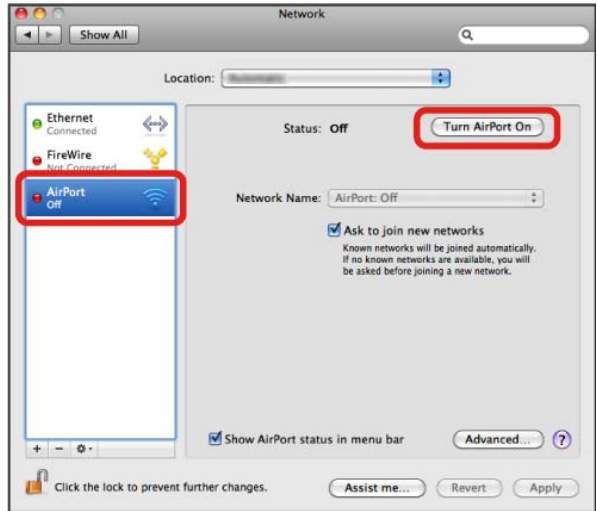 Network
Show All
Location:
Ethernet
Connected
FireWire
Not Connected
AirPort
Off
Status: Off
Turn AirPort On
Network Name: AirPort: Off
Ask to join new networks
Known networks will be joined automatically.
If no known networks are available, you will
be asked before joining a new network.
Show AirPort status in menu bar
Advanced...
?
Click the lock to prevent further changes.
Assist me...
Revert
Apply